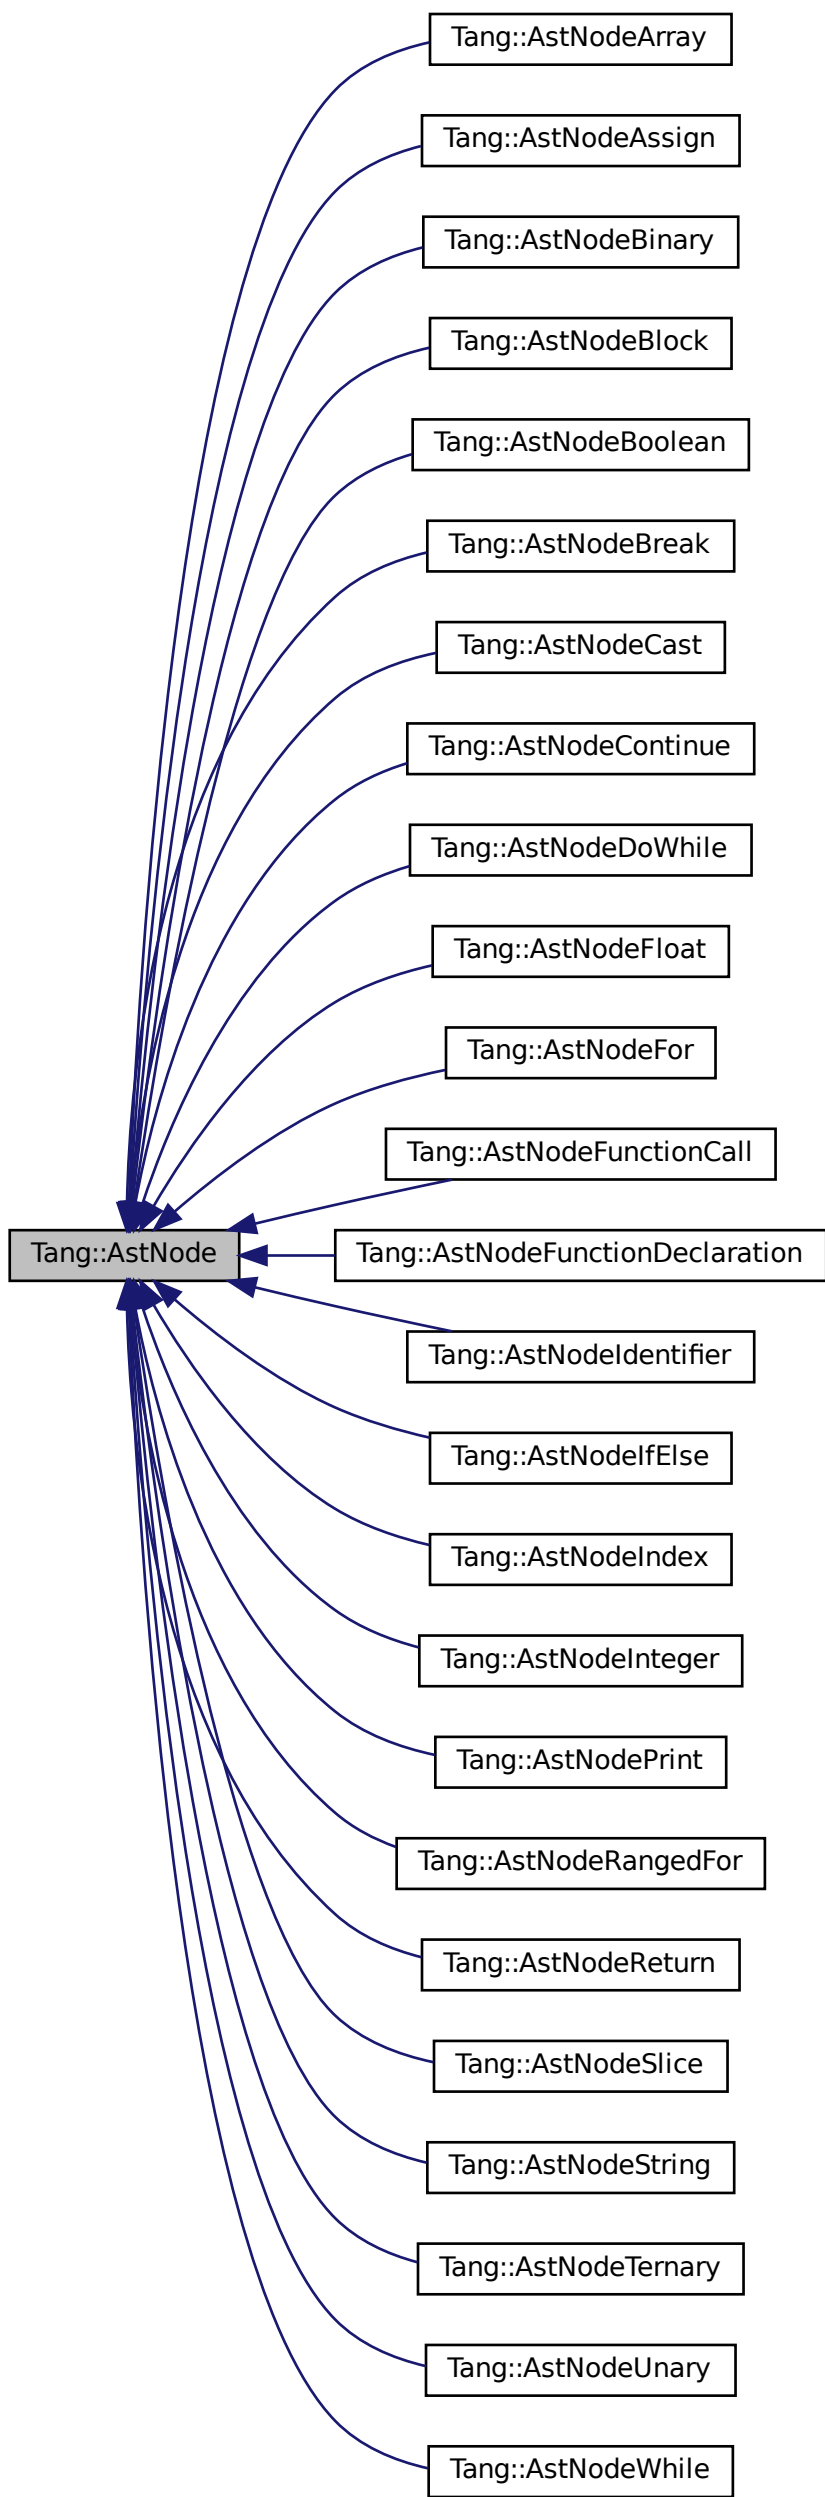 Tang::AstNodeArray
Tang::AstNodeAssign
Tang::AstNodeBinary
Tang::AstNodeBlock
Tang::AstNodeBoolean
Tang::AstNodeBreak
Tang::AstNodeCast
Tang::AstNodeContinue
Tang::AstNodeDoWhile
Tang::AstNodeFloat
Tang::AstNodeFor
Tang::AstNodeFunctionCall
Tang::AstNode
Tang::AstNodeFunctionDeclaration
Tang::AstNodeIdentifier
Tang::AstNodeIfElse
Tang::AstNodeIndex
Tang::AstNodeInteger
Tang::AstNodePrint
Tang::AstNodeRangedFor
Tang::AstNodeReturn
Tang::AstNodeSlice
Tang::AstNodeString
Tang::AstNodeTernary
Tang::AstNodeUnary
Tang::AstNodeWhile